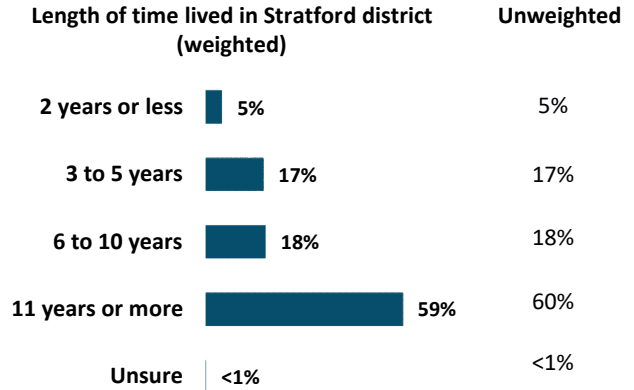 Length of time lived in Stratford district Unweighted
(weighted)
2 years or less 5% 5%
3 to 5 years 17% 17%
6 to 10 years 18% 18%
11 years or more 59% 60%
Unsure <1% <1%